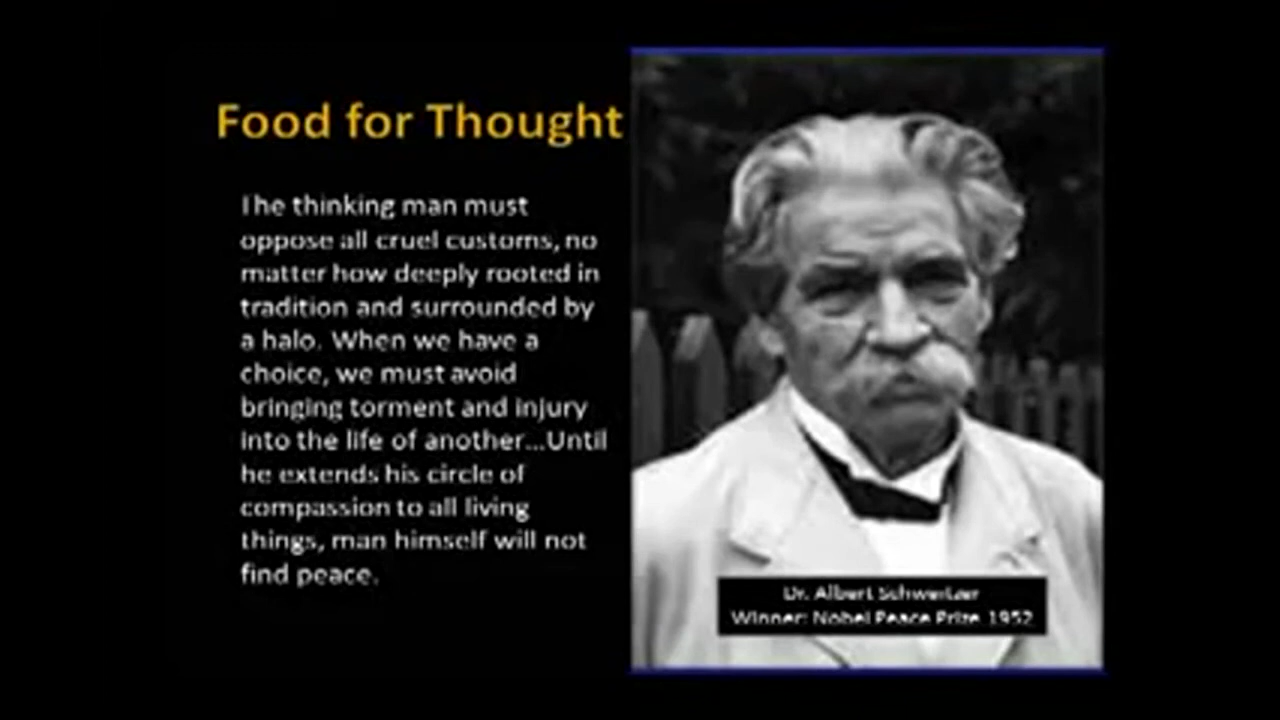 Food for Thought
The thinking man must
oppose all cruel customs, no
matter how deeply rooted in
tradition and surrounded by
a halo. When we have a
choice, we must avoid
bringing torment and injury
into the life of another...Until
he extends his circle of
compassion to all living
things, man himself will not
find peace.
Dr. Albert Schweitzer
Winner: Nobel Peace Prize 1952